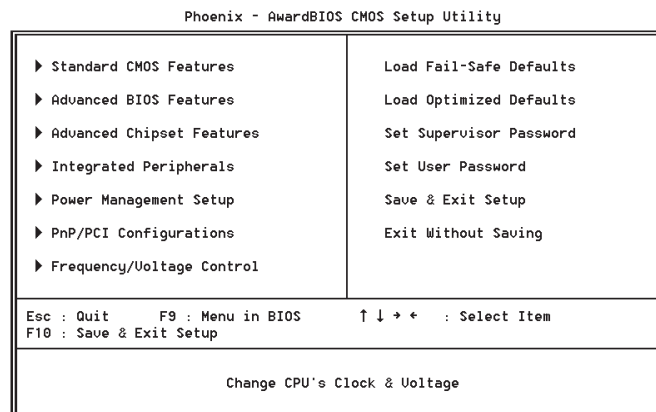 Phoenix - AwardBIOS CMOS Setup Utility
▶ Standard CMOS Features
▶ Advanced BIOS Features
▶ Advanced Chipset Features
▶ Integrated Peripherals
▶ Power Management Setup
▶ PnP/PCI Configurations
▶ Frequency/Voltage Control
Load Fail-Safe Defaults
Load Optimized Defaults
Set Supervisor Password
Set User Password
Save & Exit Setup
Exit Without Saving
Esc : Quit F9 : Menu in BIOS ↑ ↓ → ← : Select Item
F10 : Save & Exit Setup
Change CPU's Clock & Voltage